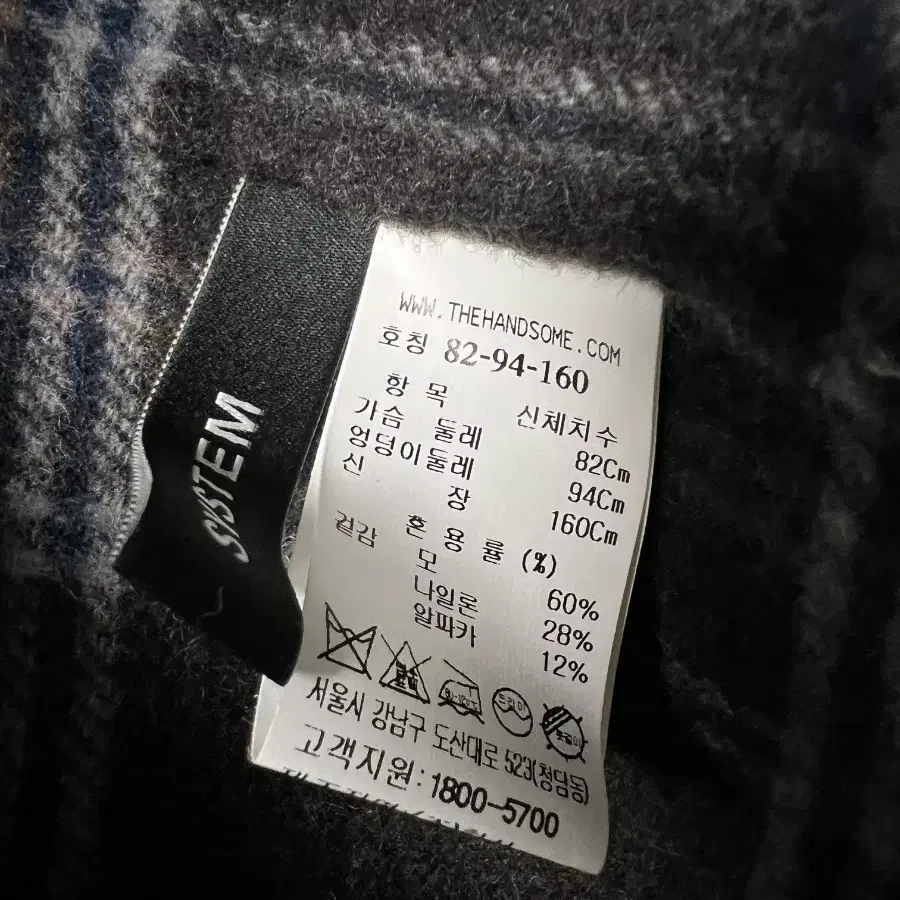 SYSTEM
WWW.THEHANDSOME.COM
호칭 82-94-160
항 목 신체치수
가슴 둘레 82Cm
엉덩이둘레 94Cm
신 장 160Cm
혼 용 률 (%)
겉감 모 60%
나일론 28%
알파카 12%
드라이
서울시 강남구 도산대로 523(청담동)
고객지원:1800-5700